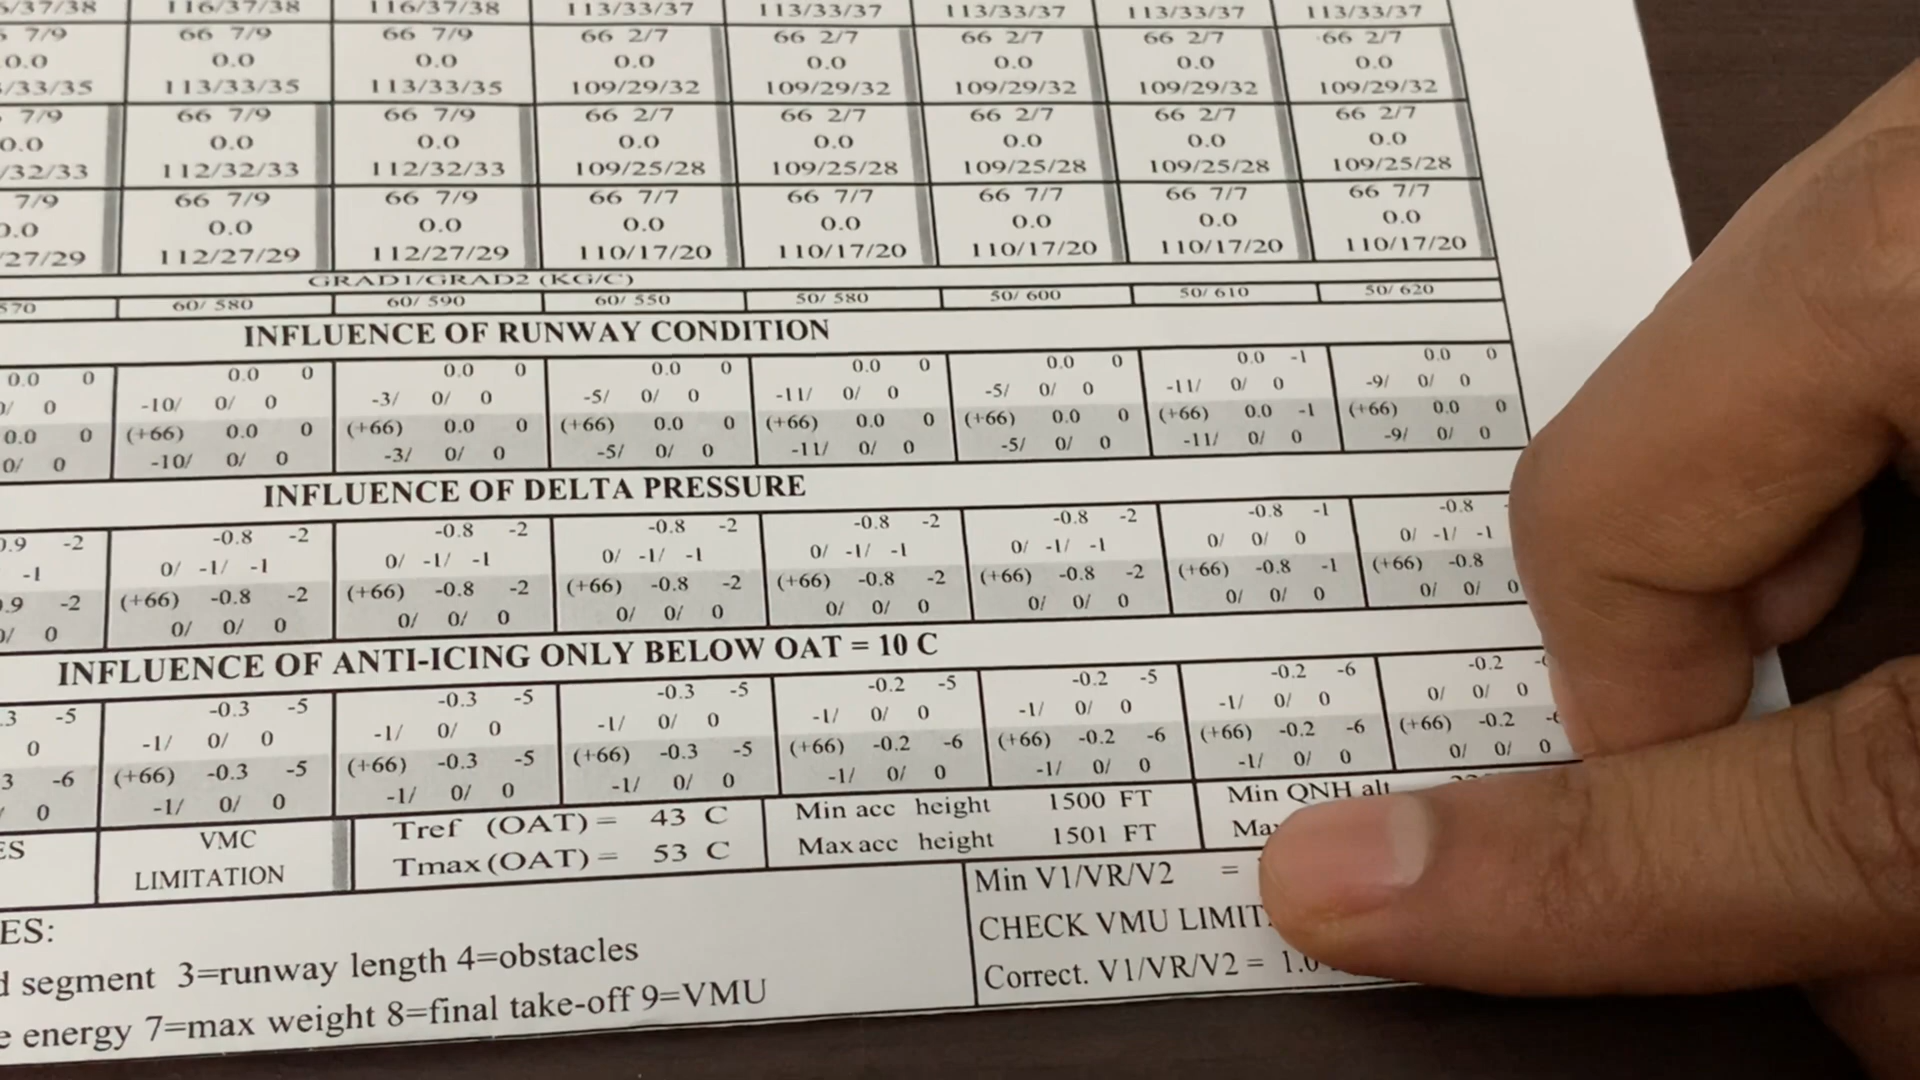 /37/38 116/37/38 116/37/38 113/33/37 113/33/37 113/33/37 113/33/37 113/33/37
7/9 66 7/9 66 7/9 66 2/7 66 2/7 66 2/7 66 2/7 66 2/7
0.0 0.0 0.0 0.0 0.0 0.0 0.0 0.0
/33/35 113/33/35 113/33/35 109/29/32 109/29/32 109/29/32 109/29/32 109/29/32
7/9 66 7/9 66 7/9 66 2/7 66 2/7 66 2/7 66 2/7 66 2/7
0.0 0.0 0.0 0.0 0.0 0.0 0.0 0.0
/32/33 112/32/33 112/32/33 109/25/28 109/25/28 109/25/28 109/25/28 109/25/28
7/9 66 7/9 66 7/9 66 7/7 66 7/7 66 7/7 66 7/7 66 7/7
0.0 0.0 0.0 0.0 0.0 0.0 0.0 0.0
27/29 112/27/29 112/27/29 110/17/20 110/17/20 110/17/20 110/17/20 110/17/20
GRAD1/GRAD2 (KG/C)
570 60/ 580 60/ 590 60/ 550 50/ 580 50/ 600 50/ 610 50/ 620
INFLUENCE OF RUNWAY CONDITION
0.0 0 0.0 0 0.0 0 0.0 0 0.0 0 0.0 0 0.0 -1 0.0 0
/ 0 -10/ 0/ 0 -3/ 0/ 0 -5/ 0/ 0 -11/ 0/ 0 -5/ 0/ 0 -11/ 0/ 0 -9/ 0/ 0
0.0 0 (+66) 0.0 0 (+66) 0.0 0 (+66) 0.0 0 (+66) 0.0 0 (+66) 0.0 0 (+66) 0.0 -1 (+66) 0.0 0
0/ 0 -10/ 0/ 0 -3/ 0/ 0 -5/ 0/ 0 -11/ 0/ 0 -5/ 0/ 0 -11/ 0/ 0 -9/ 0/ 0
INFLUENCE OF DELTA PRESSURE
.9 -2 -0.8 -2 -0.8 -2 -0.8 -2 -0.8 -2 -0.8 -2 -0.8 -1 -0.8
-1 0/ -1/ -1 0/ -1/ -1 0/ -1/ -1 0/ -1/ -1 0/ -1/ -1 0/ 0/ 0 0/ -1/ -1
.9 -2 (+66) -0.8 -2 (+66) -0.8 -2 (+66) -0.8 -2 (+66) -0.8 -2 (+66) -0.8 -2 (+66) -0.8 -1 (+66) -0.8
/ 0 0/ 0/ 0 0/ 0/ 0 0/ 0/ 0 0/ 0/ 0 0/ 0/ 0 0/ 0/ 0 0/ 0/ 0
INFLUENCE OF ANTI-ICING ONLY BELOW OAT = 10 C
3 -5 -0.3 -5 -0.3 -5 -0.3 -5 -0.2 -5 -0.2 -5 -0.2 -6 -0.2
0 -1/ 0/ 0 -1/ 0/ 0 -1/ 0/ 0 -1/ 0/ 0 -1/ 0/ 0 -1/ 0/ 0 0/ 0/ 0
3 -6 (+66) -0.3 -5 (+66) -0.3 -5 (+66) -0.3 -5 (+66) -0.2 -6 (+66) -0.2 -6 (+66) -0.2 -6 (+66) -0.2
/ 0 -1/ 0/ 0 -1/ 0/ 0 -1/ 0/ 0 -1/ 0/ 0 -1/ 0/ 0 -1/ 0/ 0 0/ 0/ 0
ES VMC Tref (OAT) = 43 C Min acc height 1500 FT Min QNH alt
LIMITATION Tmax (OAT) = 53 C Max acc height 1501 FT
ES: Min V1/VR/V2 =
segment 3=runway length 4=obstacles CHECK VMU
energy 7=max weight 8=final take-off 9=VMU Correct. V1/VR/V2 = 1.0